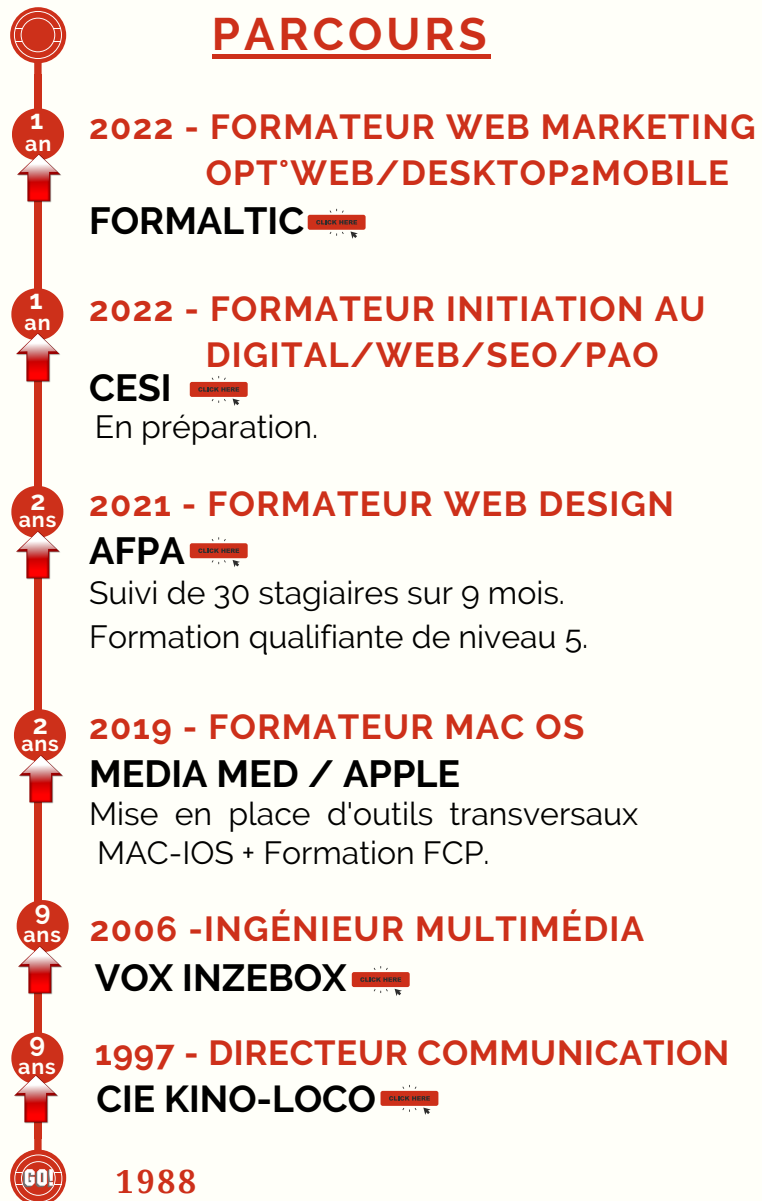 PARCOURS
1 an
2022 - FORMATEUR WEB MARKETING
OPT°WEB/DESKTOP2MOBILE
FORMALTIC CLICK HERE
1 an
2022 - FORMATEUR INITIATION AU
DIGITAL/WEB/SEO/PAO
CESI CLICK HERE
En préparation.
2 ans
2021 - FORMATEUR WEB DESIGN
AFPA CLICK HERE
Suivi de 30 stagiaires sur 9 mois.
Formation qualifiante de niveau 5.
2 ans
2019 - FORMATEUR MAC OS
MEDIA MED / APPLE
Mise en place d'outils transversaux
MAC-IOS + Formation FCP.
9 ans
2006 -INGÉNIEUR MULTIMÉDIA
VOX INZEBOX CLICK HERE
9 ans
1997 - DIRECTEUR COMMUNICATION
CIE KINO-LOCO CLICK HERE
GO! 1988